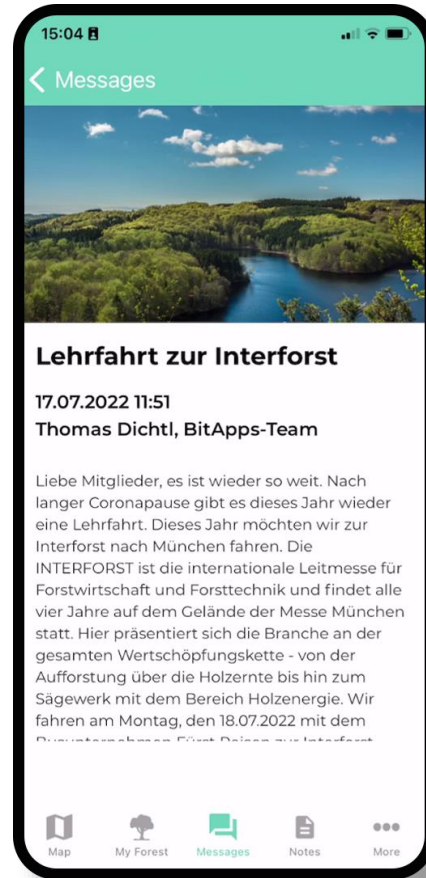 15:04
Messages
Lehrfahrt zur Interforst
17.07.2022 11:51
Thomas Dichtl, BitApps-Team
Liebe Mitglieder, es ist wieder so weit. Nach
langer Coronapause gibt es dieses Jahr wieder
eine Lehrfahrt. Dieses Jahr möchten wir zur
Interforst nach München fahren. Die
INTERFORST ist die internationale Leitmesse für
Forstwirtschaft und Forsttechnik und findet alle
vier Jahre auf dem Gelände der Messe München
statt. Hier präsentiert sich die Branche an der
gesamten Wertschöpfungskette - von der
Aufforstung über die Holzernte bis hin zum
Sägewerk mit dem Bereich Holzenergie. Wir
fahren am Montag, den 18.07.2022 mit dem
Busunternehmen Fürst Reisen zur Interforst
Map
My Forest
Messages
Notes
More